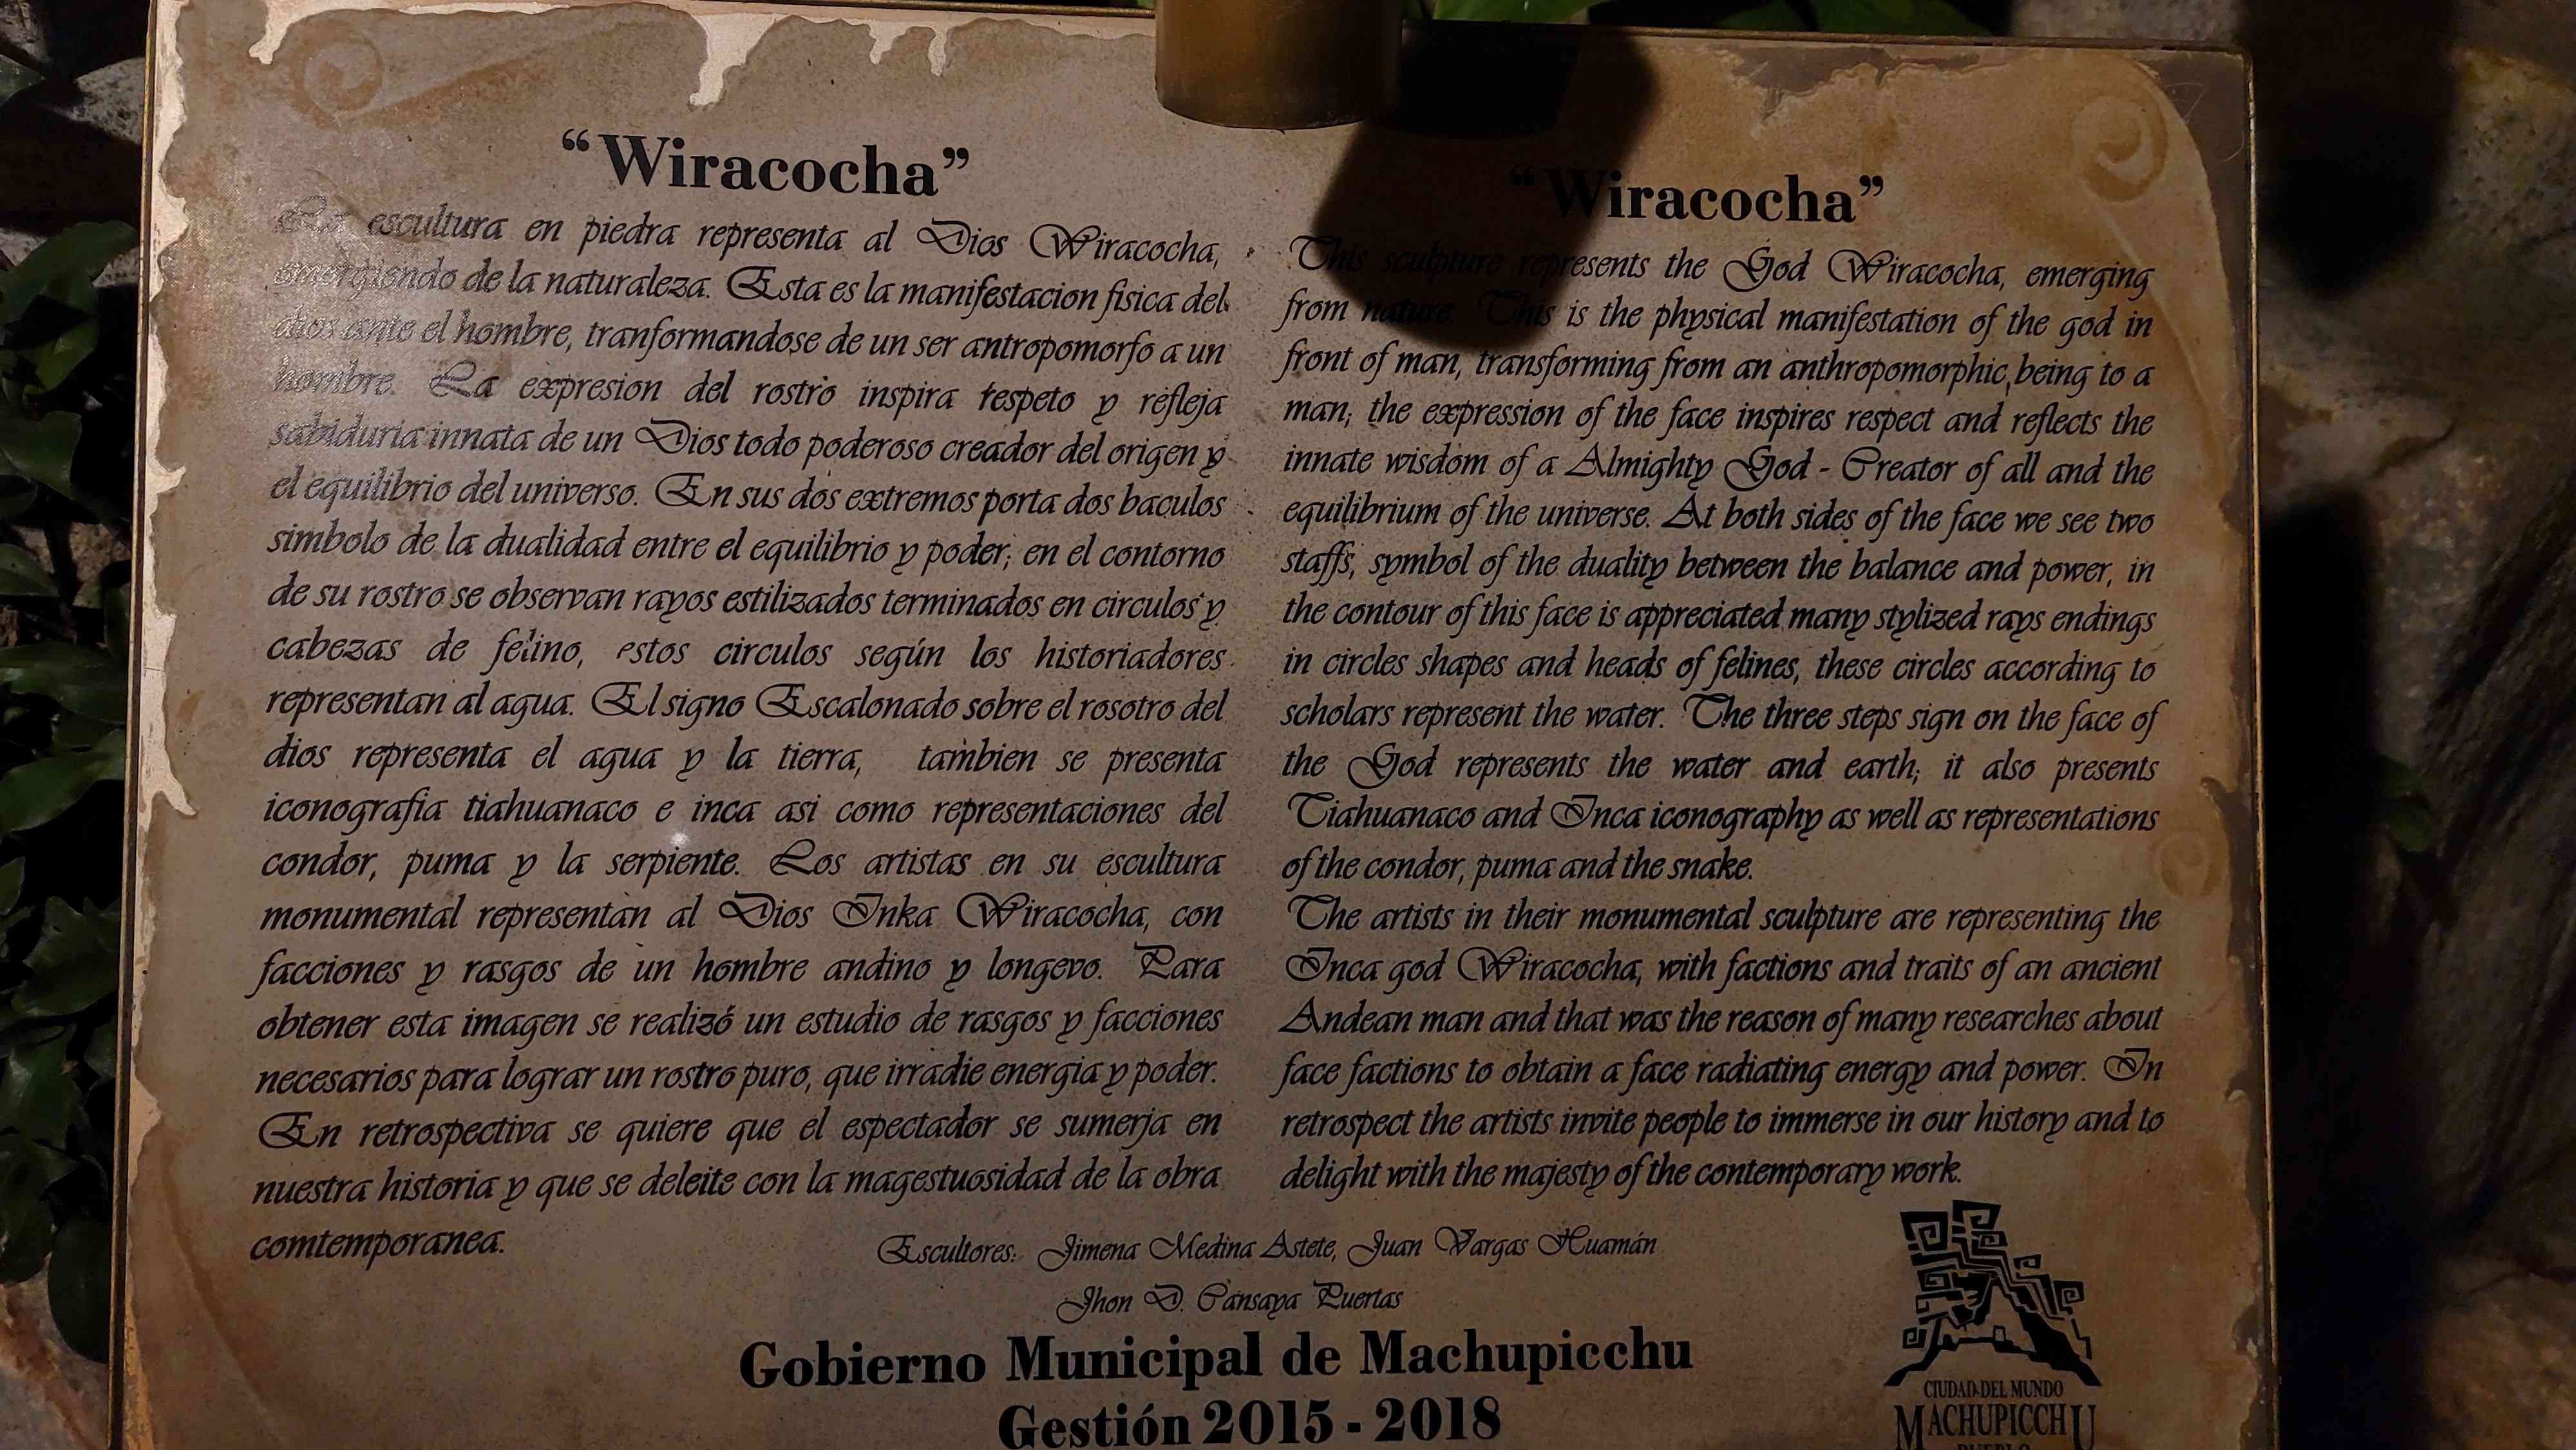 “Wiracocha”
La escultura en piedra representa al Dios Wiracocha,
emergiendo de la naturaleza. Esta es la manifestacion fisica del
dios ante el hombre, tranformandose de un ser antropomorfo a un
hombre. La expresion del rostro inspira respeto y refleja
sabiduria innata de un Dios todo poderoso creador del origen y
el equilibrio del universo. En sus dos extremos porta dos baculos
simbolo de la dualidad entre el equilibrio y poder; en el contorno
de su rostro se observan rayos estilizados terminados en circulos y
cabezas de felino, estos circulos según los historiadores
representan al agua. El signo Escalonado sobre el rosotro del
dios representa el agua y la tierra, tambien se presenta
iconografia tiahuanaco e inca asi como representaciones del
condor, puma y la serpiente. Los artistas en su escultura
monumental representan al Dios Inka Wiracocha, con
facciones y rasgos de un hombre andino y longevo. Para
obtener esta imagen se realizó un estudio de rasgos y facciones
necesarios para lograr un rostro puro, que irradie energia y poder.
En retrospectiva se quiere que el espectador se sumerja en
nuestra historia y que se deleite con la magestuosidad de la obra
comtemporanea.
“Wiracocha”
This sculpture represents the God Wiracocha, emerging
from nature. This is the physical manifestation of the god in
front of man, transforming from an anthropomorphic being to a
man; the expression of the face inspires respect and reflects the
innate wisdom of a Almighty God - Creator of all and the
equilibrium of the universe. At both sides of the face we see two
staffs, symbol of the duality between the balance and power, in
the contour of this face is appreciated many stylized rays endings
in circles shapes and heads of felines, these circles according to
scholars represent the water. The three steps sign on the face of
the God represents the water and earth; it also presents
Tiahuanaco and Inca iconography as well as representations
of the condor, puma and the snake.
The artists in their monumental sculpture are representing the
Inca god Wiracocha, with factions and traits of an ancient
Andean man and that was the reason of many researches about
face factions to obtain a face radiating energy and power. In
retrospect the artists invite people to immerse in our history and to
delight with the majesty of the contemporary work.
Escultores: Jimena Medina Astete, Juan Vargas Huamán
Jhon D. Cansaya Puertas
Gobierno Municipal de Machupicchu
Gestión 2015 - 2018
CIUDAD DEL MUNDO
MACHUPICCHU
PUEBLO